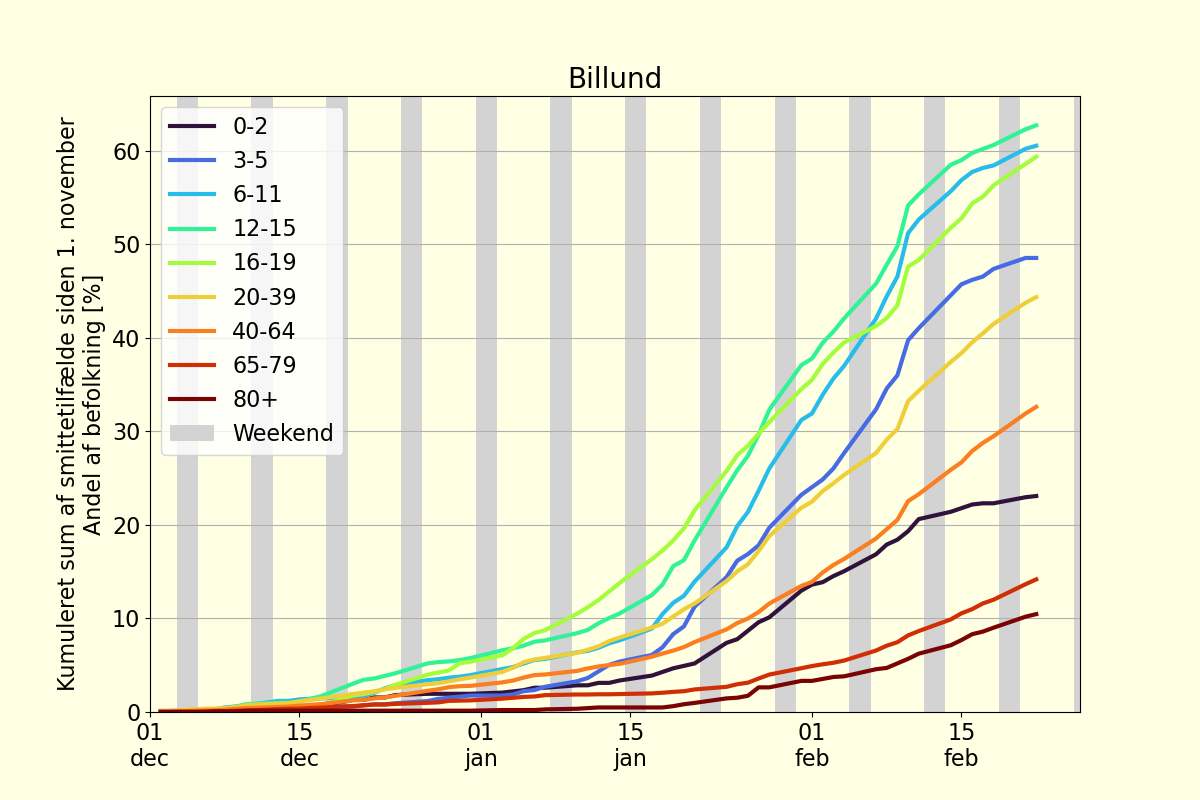 Billund
Kumuleret sum af smittetilfælde siden 1. november
Andel af befolkning [%]
60
50
40
30
20
10
0
0-2
3-5
6-11
12-15
16-19
20-39
40-64
65-79
80+
Weekend
01 15 01 15 01 15
dec dec jan jan feb feb